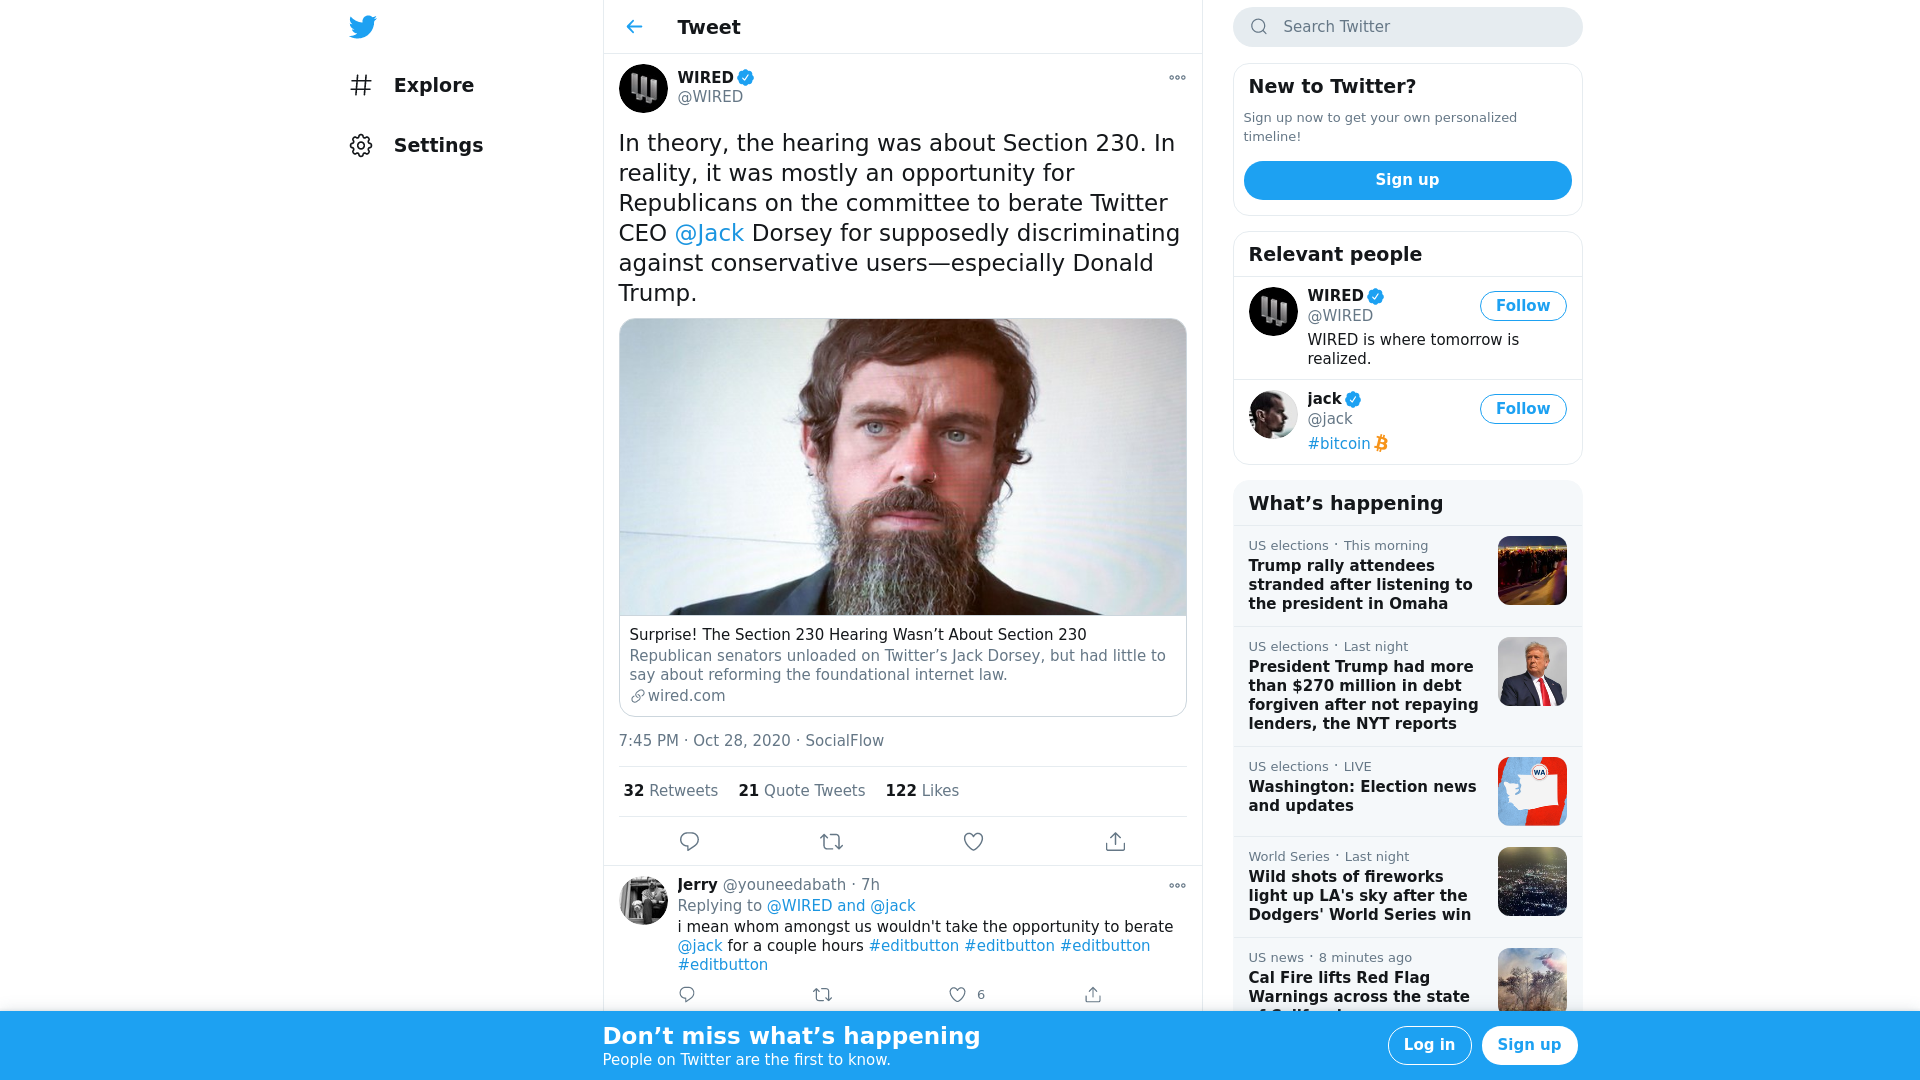 Explore
Settings
Tweet
WIRED
@WIRED
In theory, the hearing was about Section 230. In
reality, it was mostly an opportunity for
Republicans on the committee to berate Twitter
CEO @Jack Dorsey for supposedly discriminating
against conservative users—especially Donald
Trump.
Surprise! The Section 230 Hearing Wasn’t About Section 230
Republican senators unloaded on Twitter’s Jack Dorsey, but had little to
say about reforming the foundational internet law.
wired.com
7:45 PM · Oct 28, 2020 · SocialFlow
32 Retweets 21 Quote Tweets 122 Likes
Jerry @youneedabath · 7h
Replying to @WIRED and @jack
i mean whom amongst us wouldn't take the opportunity to berate
@jack for a couple hours #editbutton #editbutton #editbutton
#editbutton
6
Search Twitter
New to Twitter?
Sign up now to get your own personalized
timeline!
Sign up
Relevant people
WIRED
@WIRED
Follow
WIRED is where tomorrow is
realized.
jack
@jack
Follow
#bitcoin
What’s happening
US elections · This morning
Trump rally attendees
stranded after listening to
the president in Omaha
US elections · Last night
President Trump had more
than $270 million in debt
forgiven after not repaying
lenders, the NYT reports
US elections · LIVE
Washington: Election news
and updates
WA
World Series · Last night
Wild shots of fireworks
light up LA's sky after the
Dodgers' World Series win
US news · 8 minutes ago
Cal Fire lifts Red Flag
Warnings across the state
Don’t miss what’s happening
People on Twitter are the first to know.
Log in
Sign up